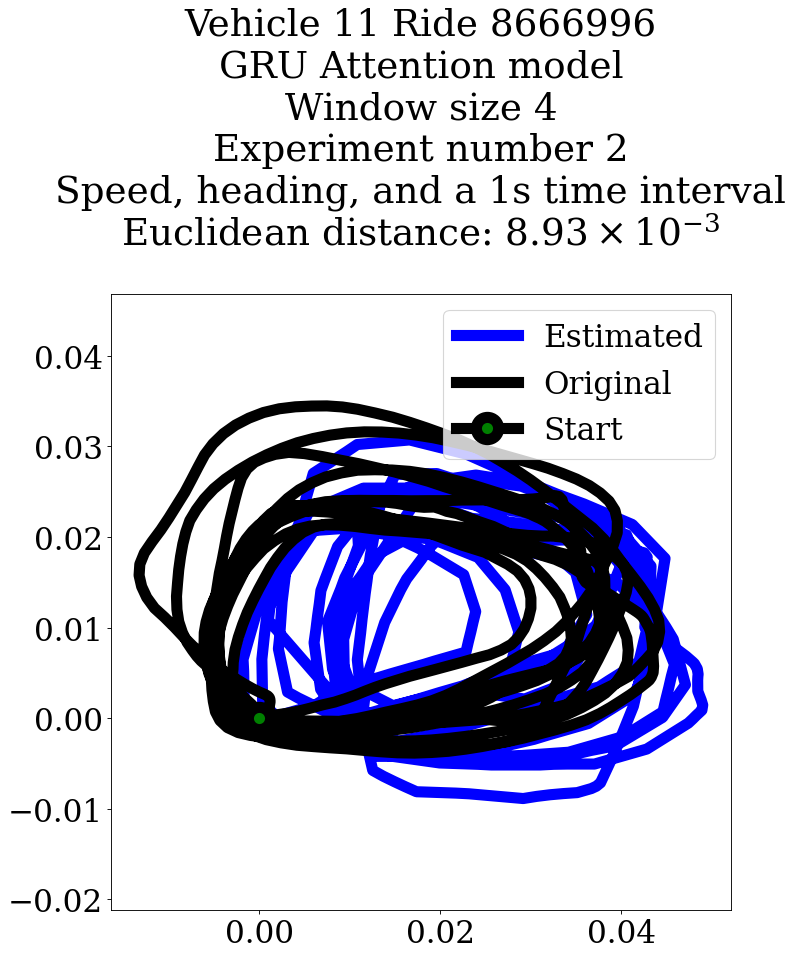 Vehicle 11 Ride 8666996
GRU Attention model
Window size 4
Experiment number 2
Speed, heading, and a 1s time interval
Euclidean distance: 8.93 × 10⁻³
Estimated
Original
Start
0.04
0.03
0.02
0.01
0.00
−0.01
−0.02
0.00 0.02 0.04